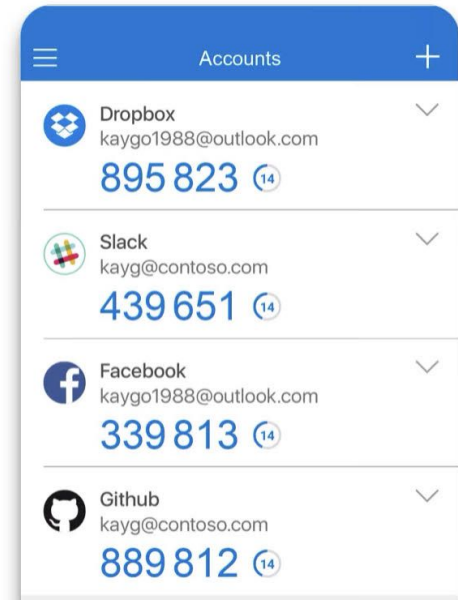 Accounts
Dropbox
kaygo1988@outlook.com
895 823 14
Slack
kayg@contoso.com
439 651 14
Facebook
kaygo1988@outlook.com
339 813 14
Github
kayg@contoso.com
889 812 14